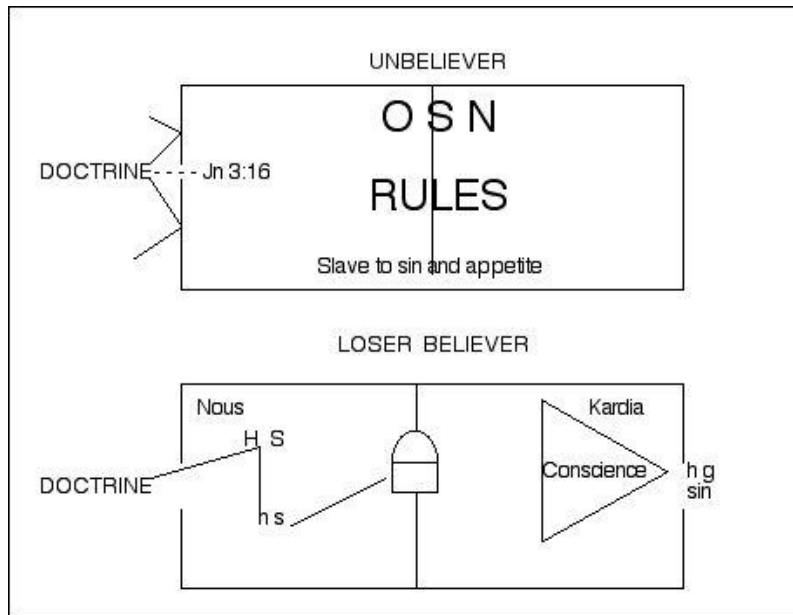 UNBELIEVER
O S N
DOCTRINE
Jn 3:16
RULES
Slave to sin and appetite
LOSER BELIEVER
Nous
Kardia
H S
Conscience
h g
DOCTRINE
sin
h s